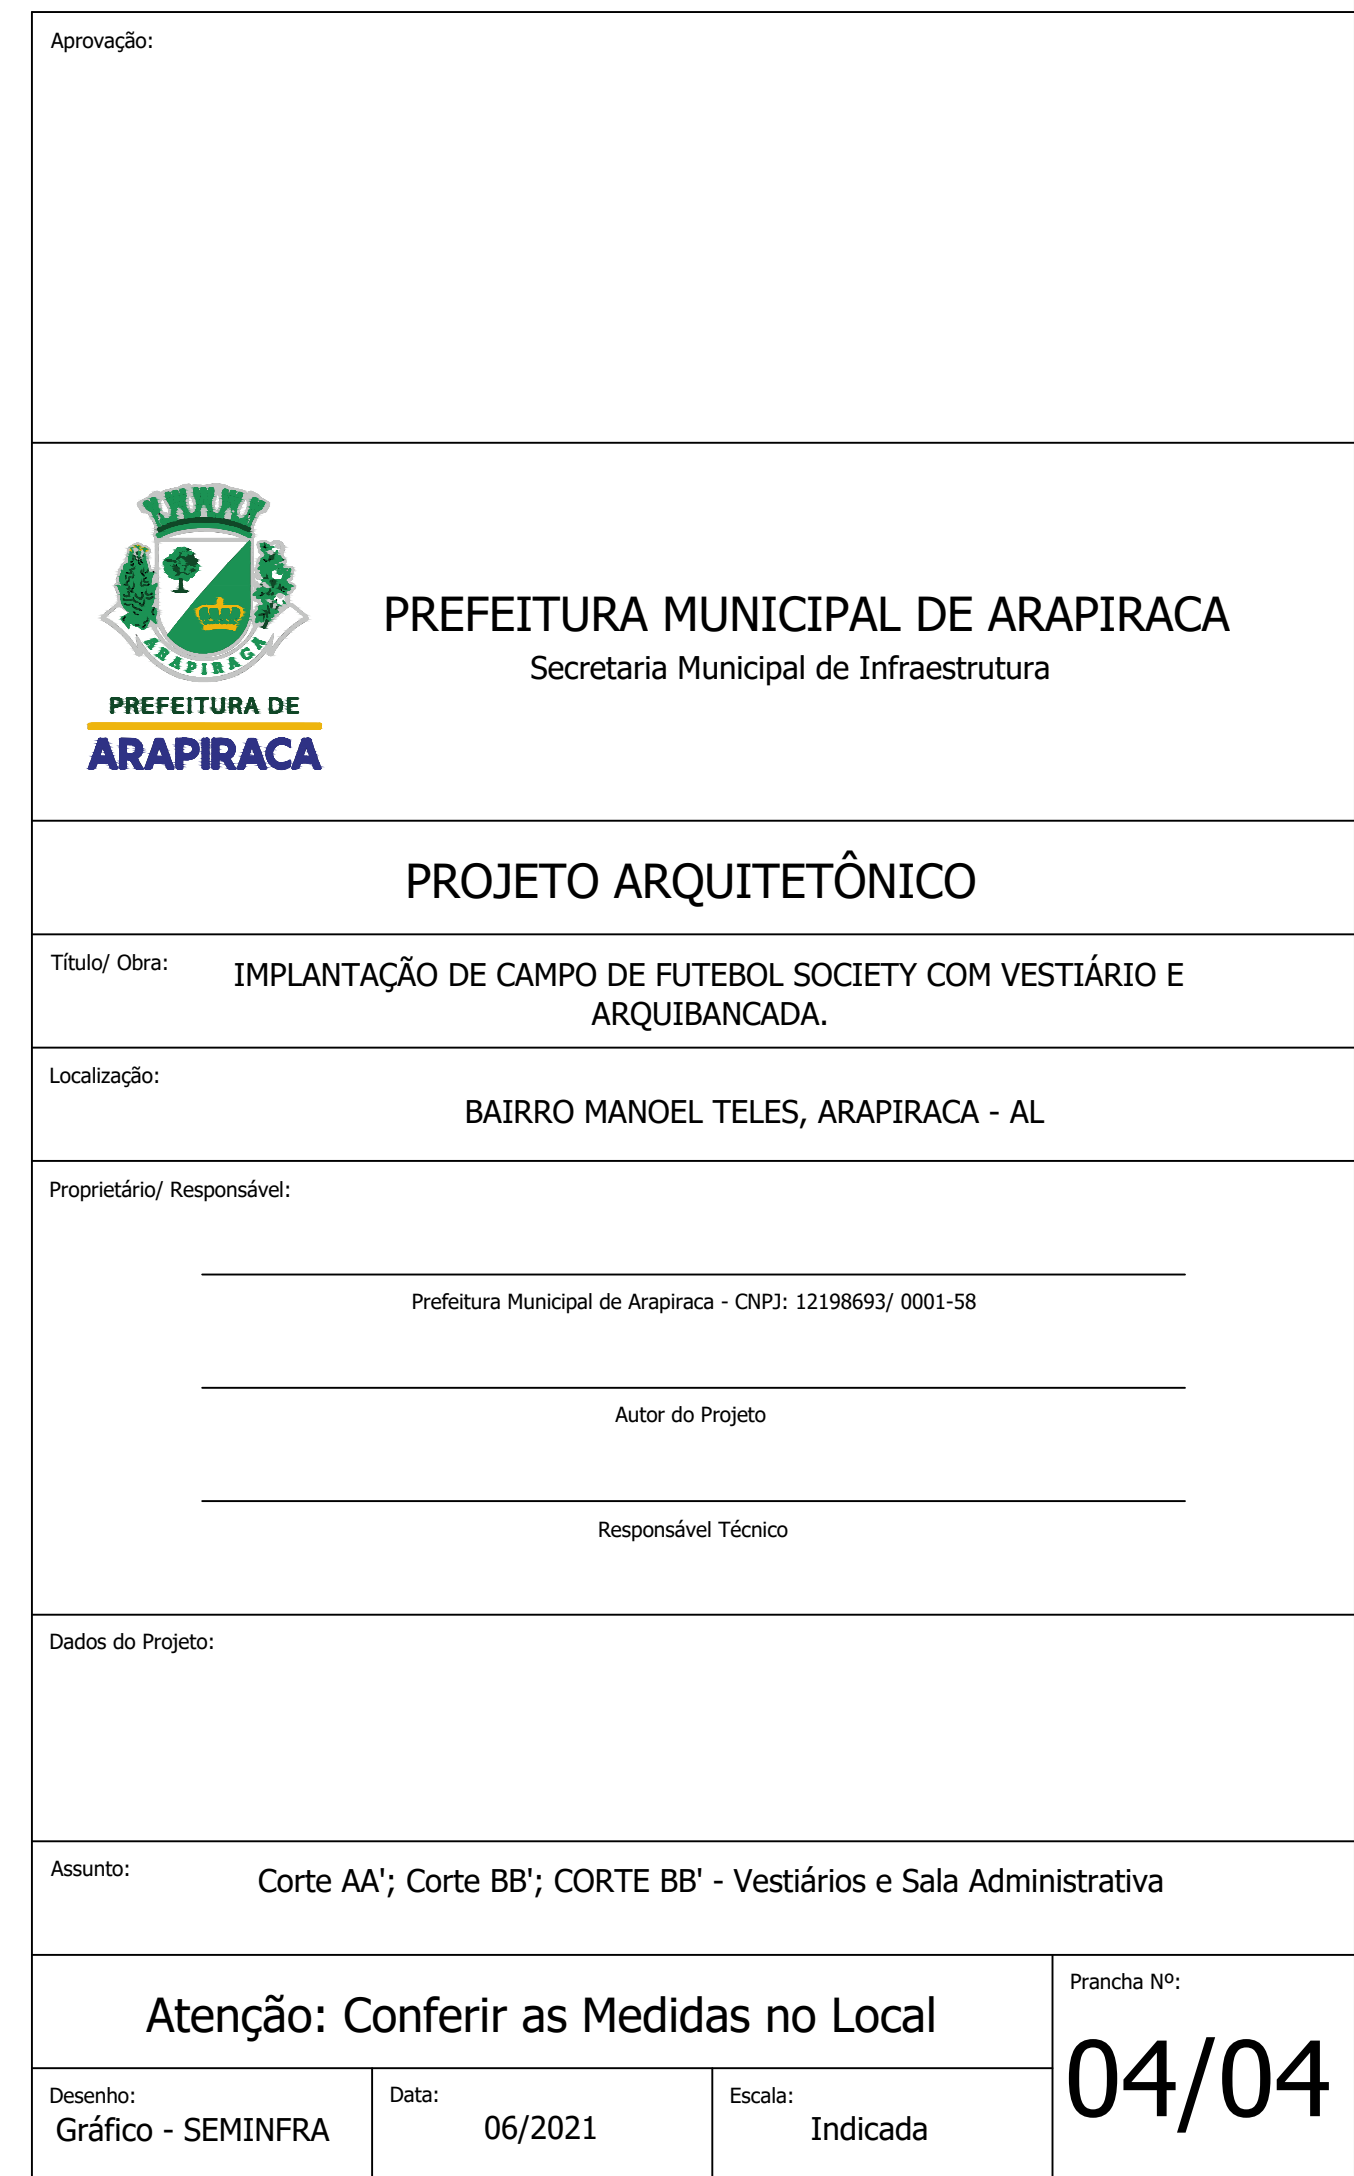 Aprovação:
ARAPIRACA
PREFEITURA DE
ARAPIRACA
PREFEITURA MUNICIPAL DE ARAPIRACA
Secretaria Municipal de Infraestrutura
PROJETO ARQUITETÔNICO
Título/ Obra:
IMPLANTAÇÃO DE CAMPO DE FUTEBOL SOCIETY COM VESTIÁRIO E
ARQUIBANCADA.
Localização:
BAIRRO MANOEL TELES, ARAPIRACA - AL
Proprietário/ Responsável:
Prefeitura Municipal de Arapiraca - CNPJ: 12198693/ 0001-58
Autor do Projeto
Responsável Técnico
Dados do Projeto:
Assunto:
Corte AA'; Corte BB'; CORTE BB' - Vestiários e Sala Administrativa
Atenção: Conferir as Medidas no Local
Prancha Nº:
04/04
Desenho:
Gráfico - SEMINFRA
Data:
06/2021
Escala:
Indicada